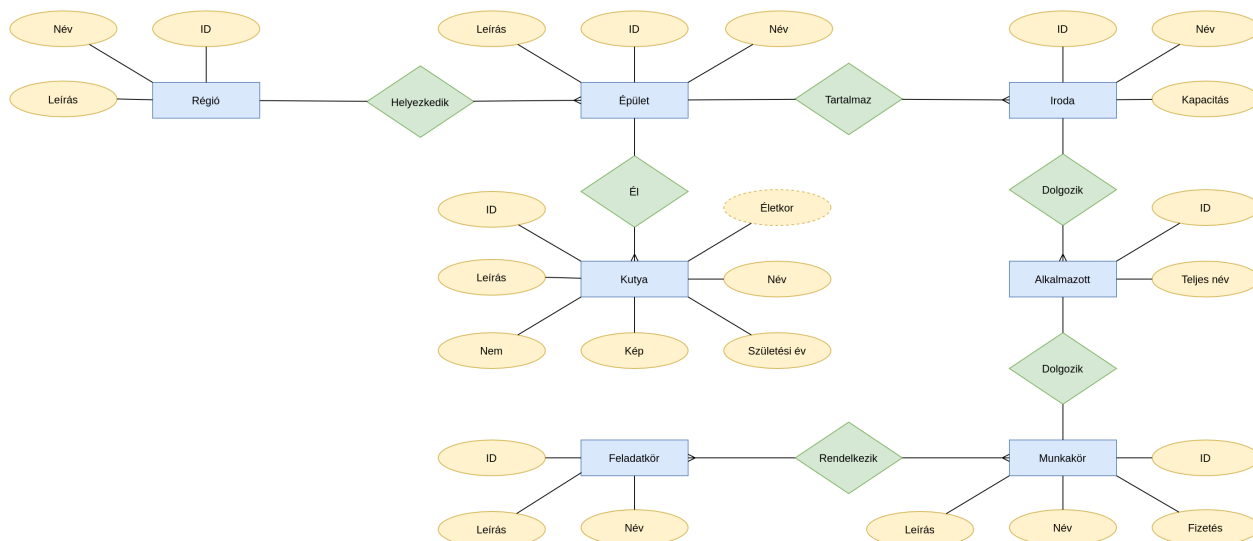 Név
ID
Leírás
ID
Név
ID
Név
Leírás
Régió
Helyezkedik
Épület
Tartalmaz
Iroda
Kapacitás
Él
Dolgozik
ID
Életkor
ID
Leírás
Kutya
Név
Alkalmazott
Teljes név
Nem
Kép
Születési év
Dolgozik
ID
Feladatkör
Rendelkezik
Munkakör
ID
Leírás
Név
Leírás
Név
Fizetés